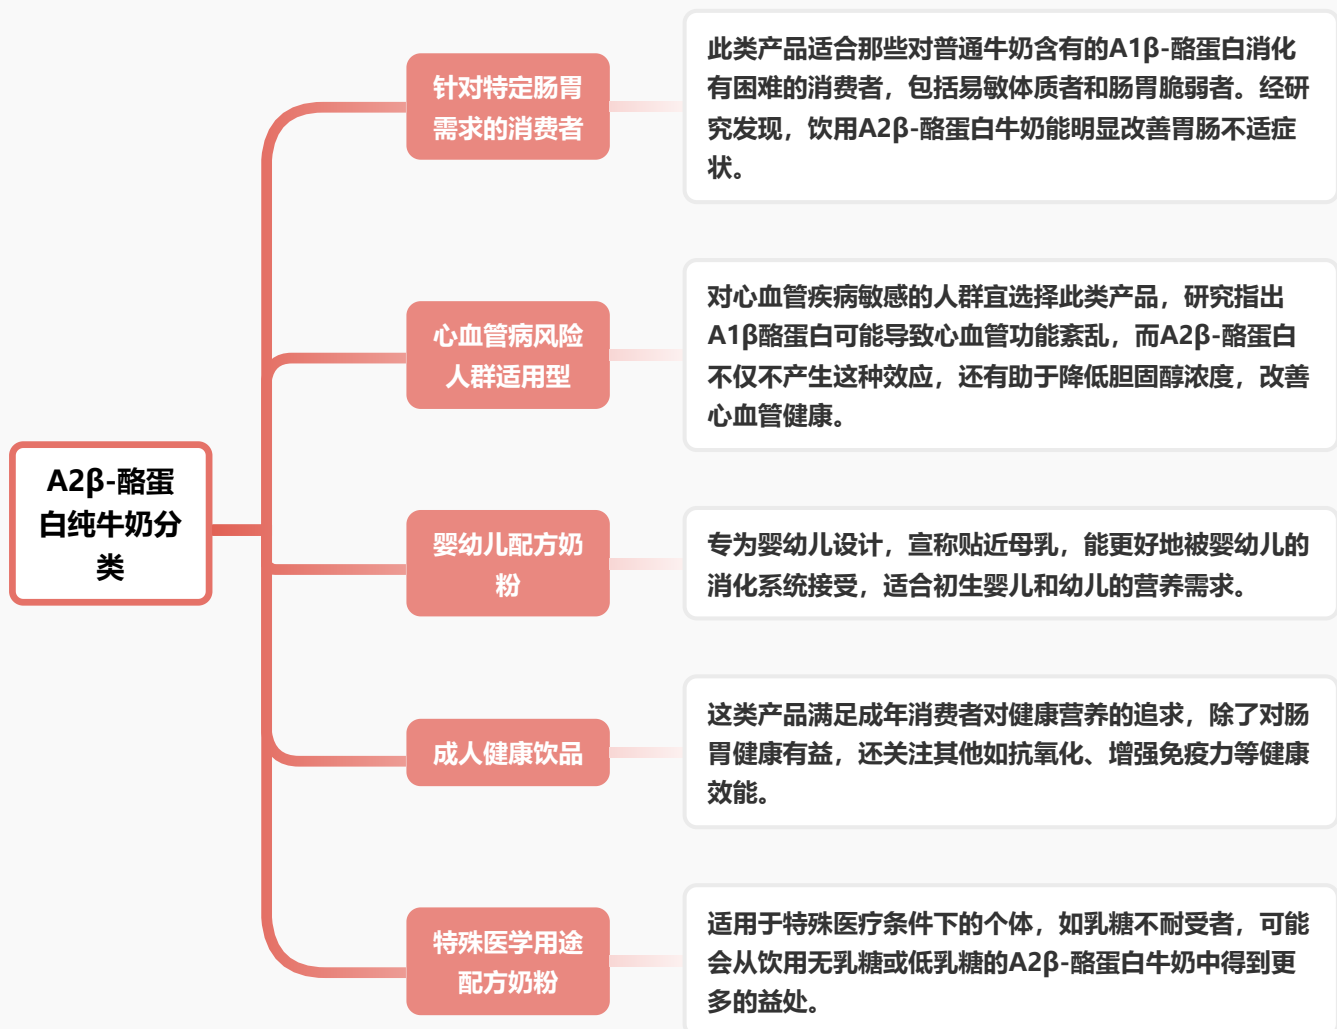 A2β-酪蛋
白纯牛奶分
类
针对特定肠胃
需求的消费者
此类产品适合那些对普通牛奶含有的A1β-酪蛋白消化
有困难的消费者，包括易敏体质者和肠胃脆弱者。经研
究发现，饮用A2β-酪蛋白牛奶能明显改善胃肠不适症
状。
心血管病风险
人群适用型
对心血管疾病敏感的人群宜选择此类产品，研究指出
A1β酪蛋白可能导致心血管功能紊乱，而A2β-酪蛋白
不仅不产生这种效应，还有助于降低胆固醇浓度，改善
心血管健康。
婴幼儿配方奶
粉
专为婴幼儿设计，宣称贴近母乳，能更好地被婴幼儿的
消化系统接受，适合初生婴儿和幼儿的营养需求。
成人健康饮品
这类产品满足成年消费者对健康营养的追求，除了对肠
胃健康有益，还关注其他如抗氧化、增强免疫力等健康
效能。
特殊医学用途
配方奶粉
适用于特殊医疗条件下的个体，如乳糖不耐受者，可能
会从饮用无乳糖或低乳糖的A2β-酪蛋白牛奶中得到更
多的益处。